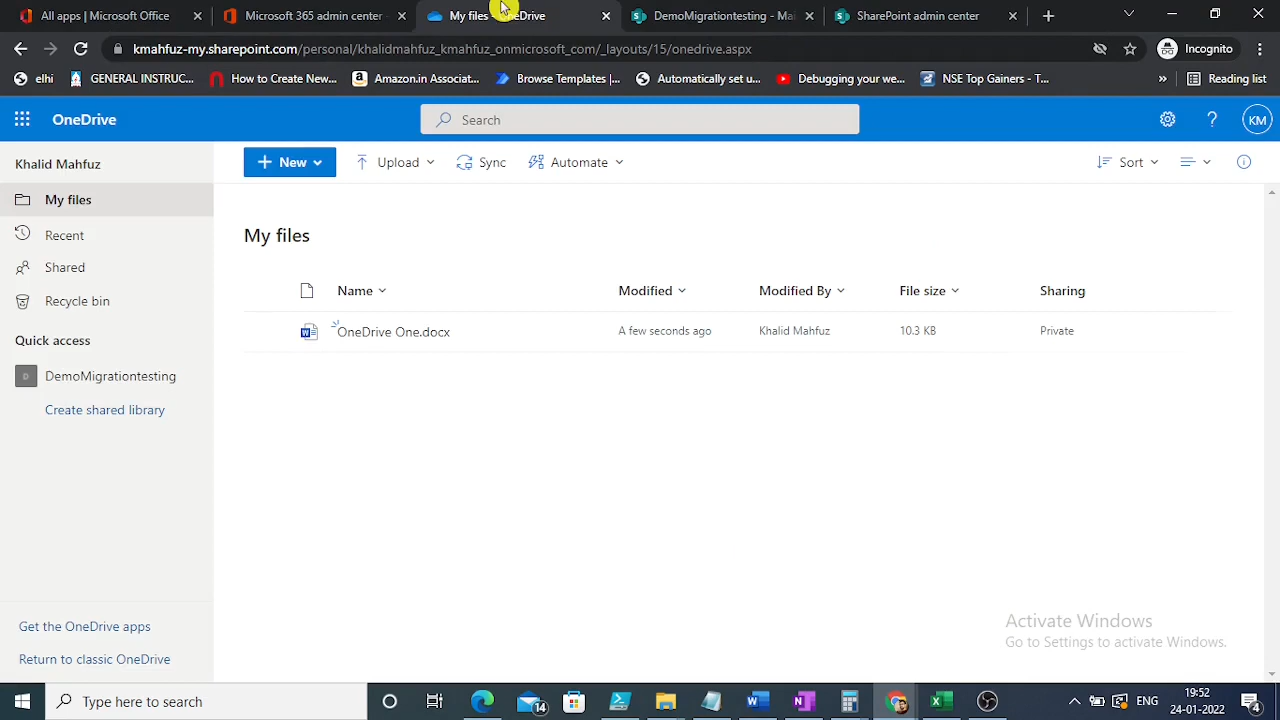 All apps | Microsoft Office
Microsoft 365 admin center -
My files
Drive
DemoMigrationtesting - Mai
SharePoint admin center
kmahfuz-my.sharepoint.com/personal/khalidmahfuz_kmahfuz_onmicrosoft_com/_layouts/15/onedrive.aspx
Incognito
elhi
GENERAL INSTRUC...
How to Create New...
Amazon.in Associat...
Browse Templates |...
Automatically set u...
Debugging your we...
NSE Top Gainers - T...
»
Reading list
OneDrive
Search
?
KM
Khalid Mahfuz
New
Upload
Sync
Automate
Sort
My files
Recent
Shared
Recycle bin
Quick access
D
DemoMigrationtesting
Create shared library
Get the OneDrive apps
Return to classic OneDrive
My files
Name
Modified
Modified By
File size
Sharing
OneDrive One.docx
A few seconds ago
Khalid Mahfuz
10.3 KB
Private
Activate Windows
Go to Settings to activate Windows.
Type here to search
14
ENG
19:52
24-01-2022
4